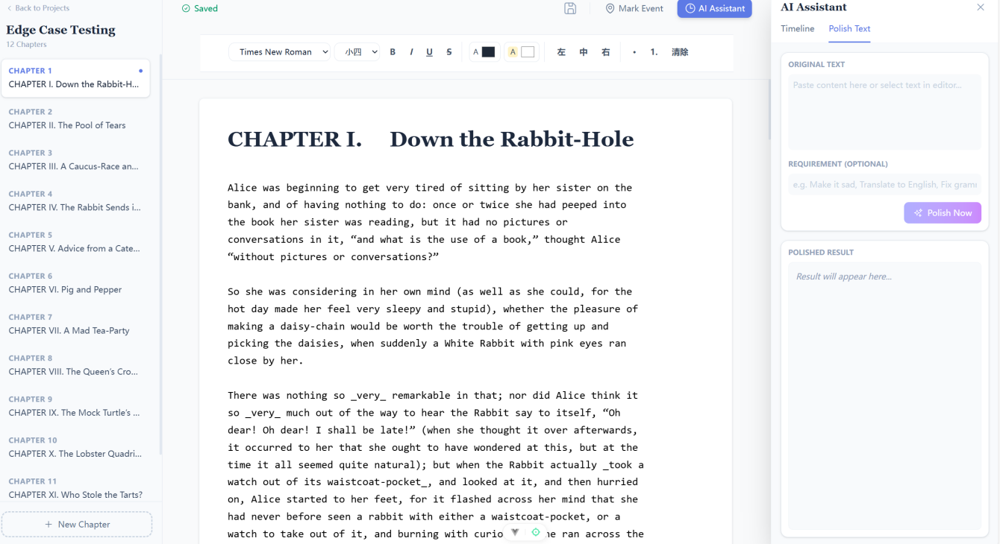 Back to Projects
Edge Case Testing
12 Chapters
CHAPTER 1
CHAPTER I. Down the Rabbit-H...
CHAPTER 2
CHAPTER II. The Pool of Tears
CHAPTER 3
CHAPTER III. A Caucus-Race an...
CHAPTER 4
CHAPTER IV. The Rabbit Sends i...
CHAPTER 5
CHAPTER V. Advice from a Cate...
CHAPTER 6
CHAPTER VI. Pig and Pepper
CHAPTER 7
CHAPTER VII. A Mad Tea-Party
CHAPTER 8
CHAPTER VIII. The Queen's Cro...
CHAPTER 9
CHAPTER IX. The Mock Turtle's ...
CHAPTER 10
CHAPTER X. The Lobster Quadri...
CHAPTER 11
CHAPTER XI. Who Stole the Tarts?
+ New Chapter
Saved
Mark Event
AI Assistant
Times New Roman 小四 B I U S A A 左 中 右 • 1. 清除
CHAPTER I. Down the Rabbit-Hole
Alice was beginning to get very tired of sitting by her sister on the
bank, and of having nothing to do: once or twice she had peeped into
the book her sister was reading, but it had no pictures or
conversations in it, “and what is the use of a book,” thought Alice
“without pictures or conversations?”
So she was considering in her own mind (as well as she could, for the
hot day made her feel very sleepy and stupid), whether the pleasure of
making a daisy-chain would be worth the trouble of getting up and
picking the daisies, when suddenly a White Rabbit with pink eyes ran
close by her.
There was nothing so _very_ remarkable in that; nor did Alice think it
so _very_ much out of the way to hear the Rabbit say to itself, “Oh
dear! Oh dear! I shall be late!” (when she thought it over afterwards,
it occurred to her that she ought to have wondered at this, but at the
time it all seemed quite natural); but when the Rabbit actually _took a
watch out of its waistcoat-pocket_, and looked at it, and then hurried
on, Alice started to her feet, for it flashed across her mind that she
had never before seen a rabbit with either a waistcoat-pocket, or a
watch to take out of it, and burning with ran across the
AI Assistant
Timeline Polish Text
ORIGINAL TEXT
Paste content here or select text in editor...
REQUIREMENT (OPTIONAL)
e.g. Make it sad, Translate to English, Fix gramr
Polish Now
POLISHED RESULT
Result will appear here...